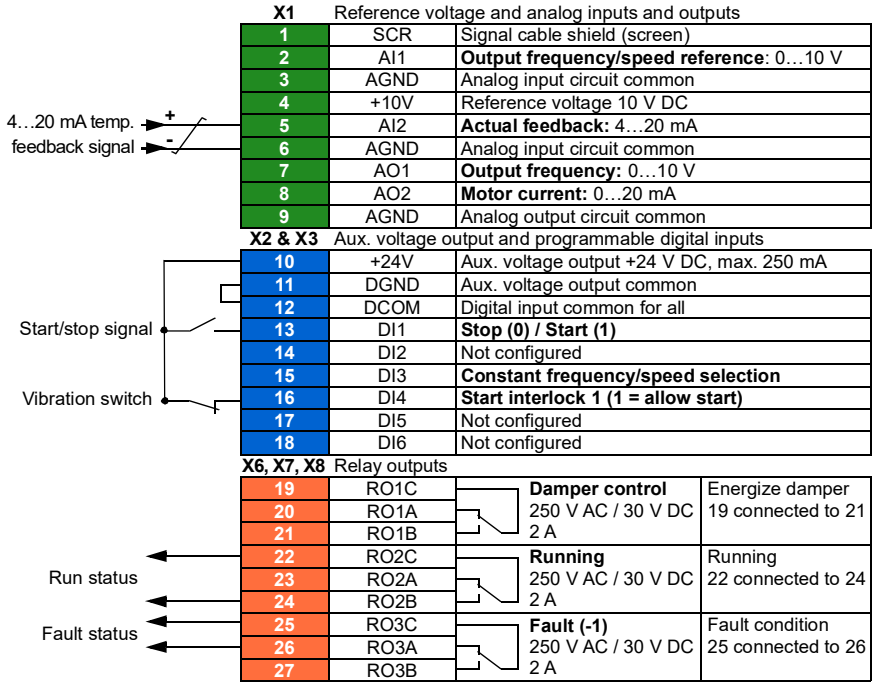 X1 Reference voltage and analog inputs and outputs
1 SCR Signal cable shield (screen)
2 AI1 Output frequency/speed reference: 0…10 V
3 AGND Analog input circuit common
4 +10V Reference voltage 10 V DC
4…20 mA temp. + 5 AI2 Actual feedback: 4…20 mA
feedback signal - 6 AGND Analog input circuit common
7 AO1 Output frequency: 0…10 V
8 AO2 Motor current: 0…20 mA
9 AGND Analog output circuit common
X2 & X3 Aux. voltage output and programmable digital inputs
10 +24V Aux. voltage output +24 V DC, max. 250 mA
11 DGND Aux. voltage output common
12 DCOM Digital input common for all
Start/stop signal 13 DI1 Stop (0) / Start (1)
14 DI2 Not configured
15 DI3 Constant frequency/speed selection
Vibration switch 16 DI4 Start interlock 1 (1 = allow start)
17 DI5 Not configured
18 DI6 Not configured
X6, X7, X8 Relay outputs
19 RO1C Damper control Energize damper
20 RO1A 250 V AC / 30 V DC 19 connected to 21
21 RO1B 2 A
22 RO2C Running Running
Run status 23 RO2A 250 V AC / 30 V DC 22 connected to 24
24 RO2B 2 A
25 RO3C Fault (-1) Fault condition
Fault status 26 RO3A 250 V AC / 30 V DC 25 connected to 26
27 RO3B 2 A